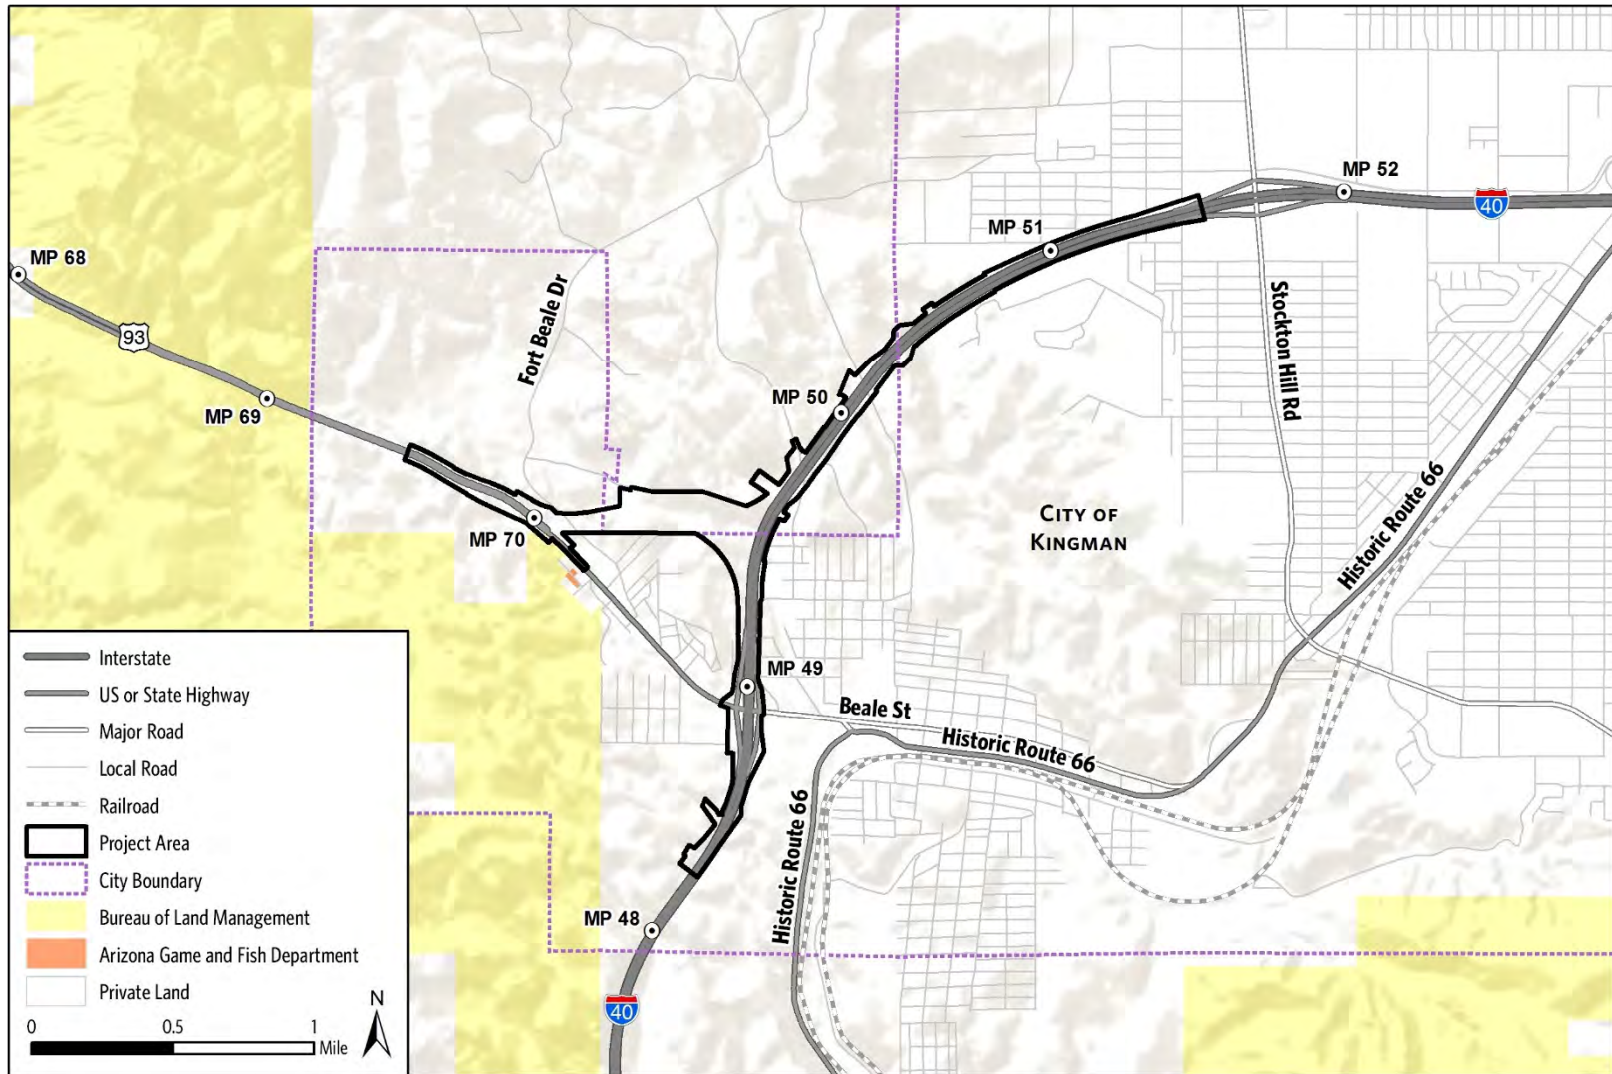 MP 52
40
MP 51
MP 68
93
Fort Beale Dr
Stockton Hill Rd
MP 69
MP 50
Historic Route 66
MP 70
CITY OF
KINGMAN
MP 49
Beale St
Historic Route 66
Historic Route 66
MP 48
40
Interstate
US or State Highway
Major Road
Local Road
Railroad
Project Area
City Boundary
Bureau of Land Management
Arizona Game and Fish Department
Private Land
N
0 0.5 1
Mile